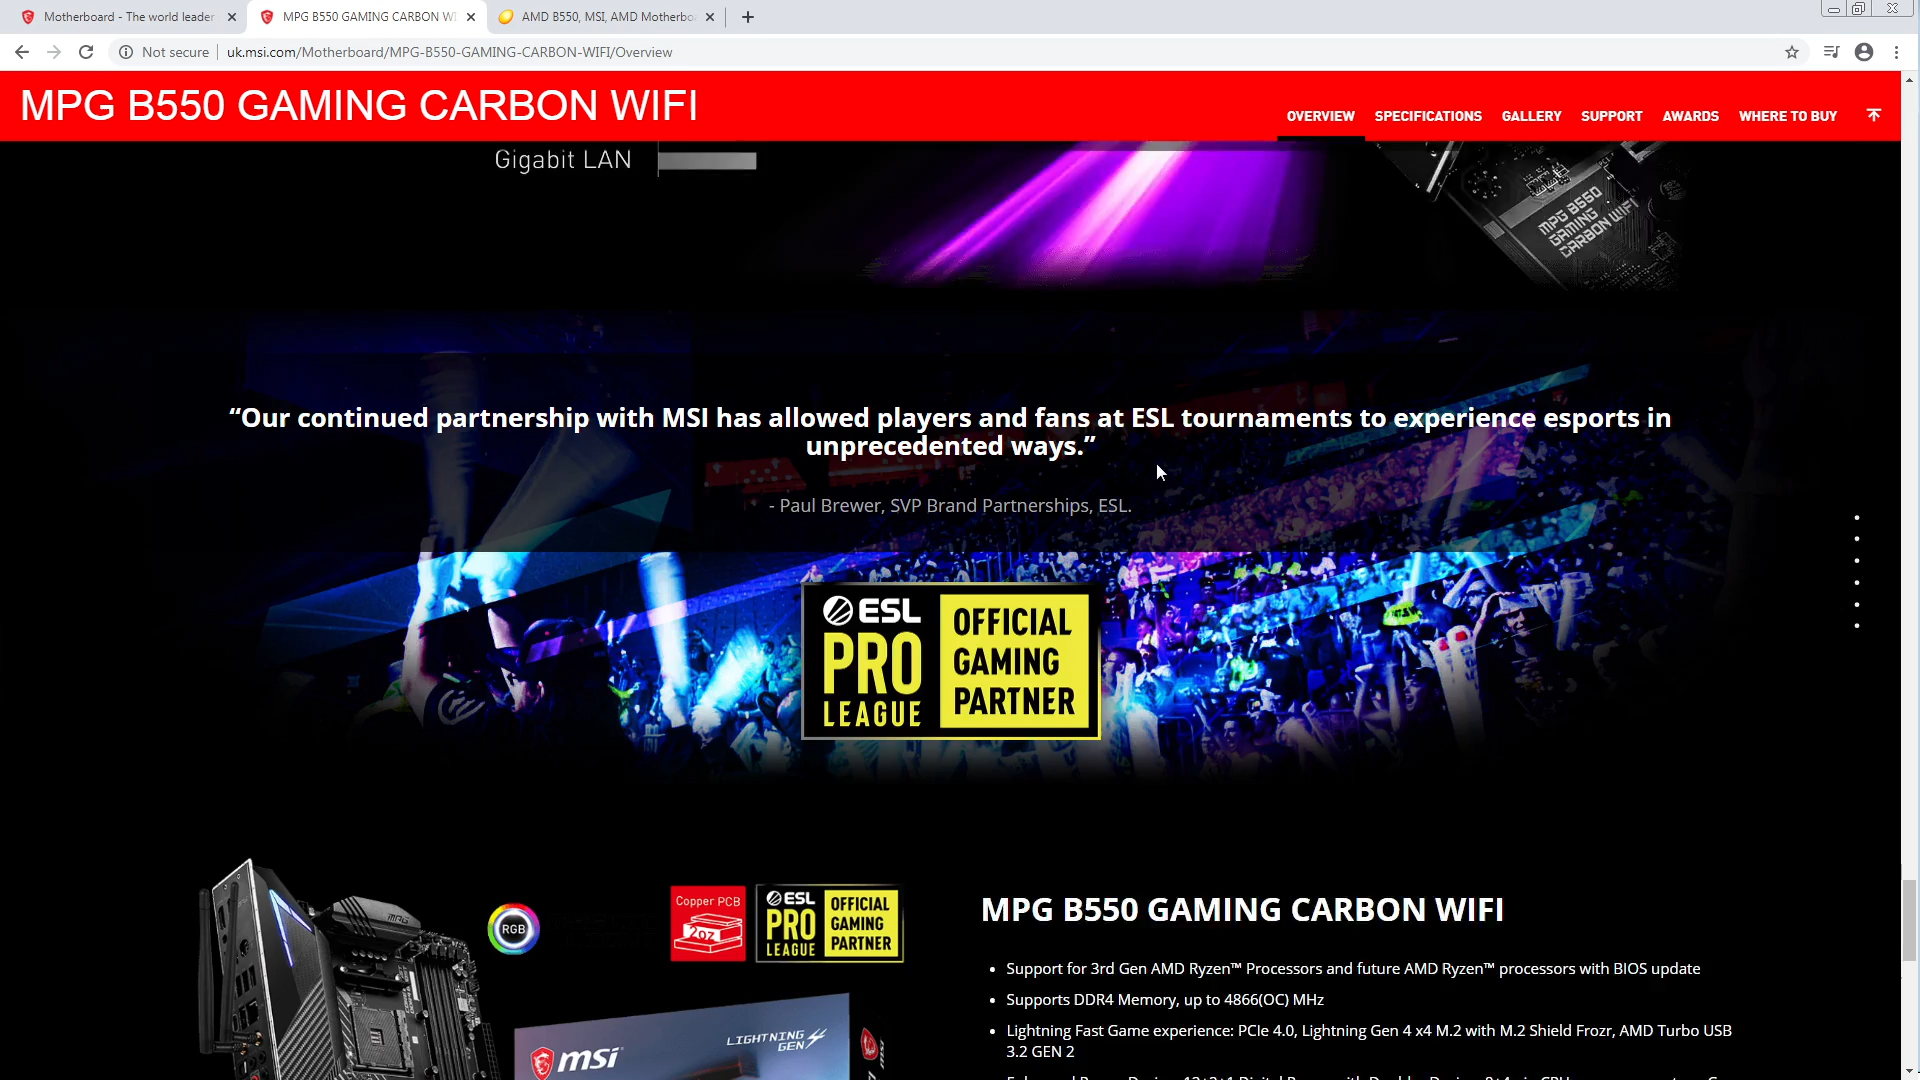 Motherboard - The world leader
MPG B550 GAMING CARBON WI
AMD B550, MSI, AMD Motherbo
Not secure
uk.msi.com/Motherboard/MPG-B550-GAMING-CARBON-WIFI/Overview
MPG B550 GAMING CARBON WIFI
OVERVIEW SPECIFICATIONS GALLERY SUPPORT AWARDS WHERE TO BUY
Gigabit LAN
MPG B550
GAMING
CARBON WIFI
“Our continued partnership with MSI has allowed players and fans at ESL tournaments to experience esports in
unprecedented ways.”
- Paul Brewer, SVP Brand Partnerships, ESL.
ESL
PRO
LEAGUE
OFFICIAL
GAMING
PARTNER
MPG
RGB
Copper PCB
2oz
ESL
PRO
LEAGUE
OFFICIAL
GAMING
PARTNER
msi
LIGHTNING
GEN
MPG B550 GAMING CARBON WIFI
Support for 3rd Gen AMD Ryzen™ Processors and future AMD Ryzen™ processors with BIOS update
Supports DDR4 Memory, up to 4866(OC) MHz
Lightning Fast Game experience: PCIe 4.0, Lightning Gen 4 x4 M.2 with M.2 Shield Frozr, AMD Turbo USB
3.2 GEN 2